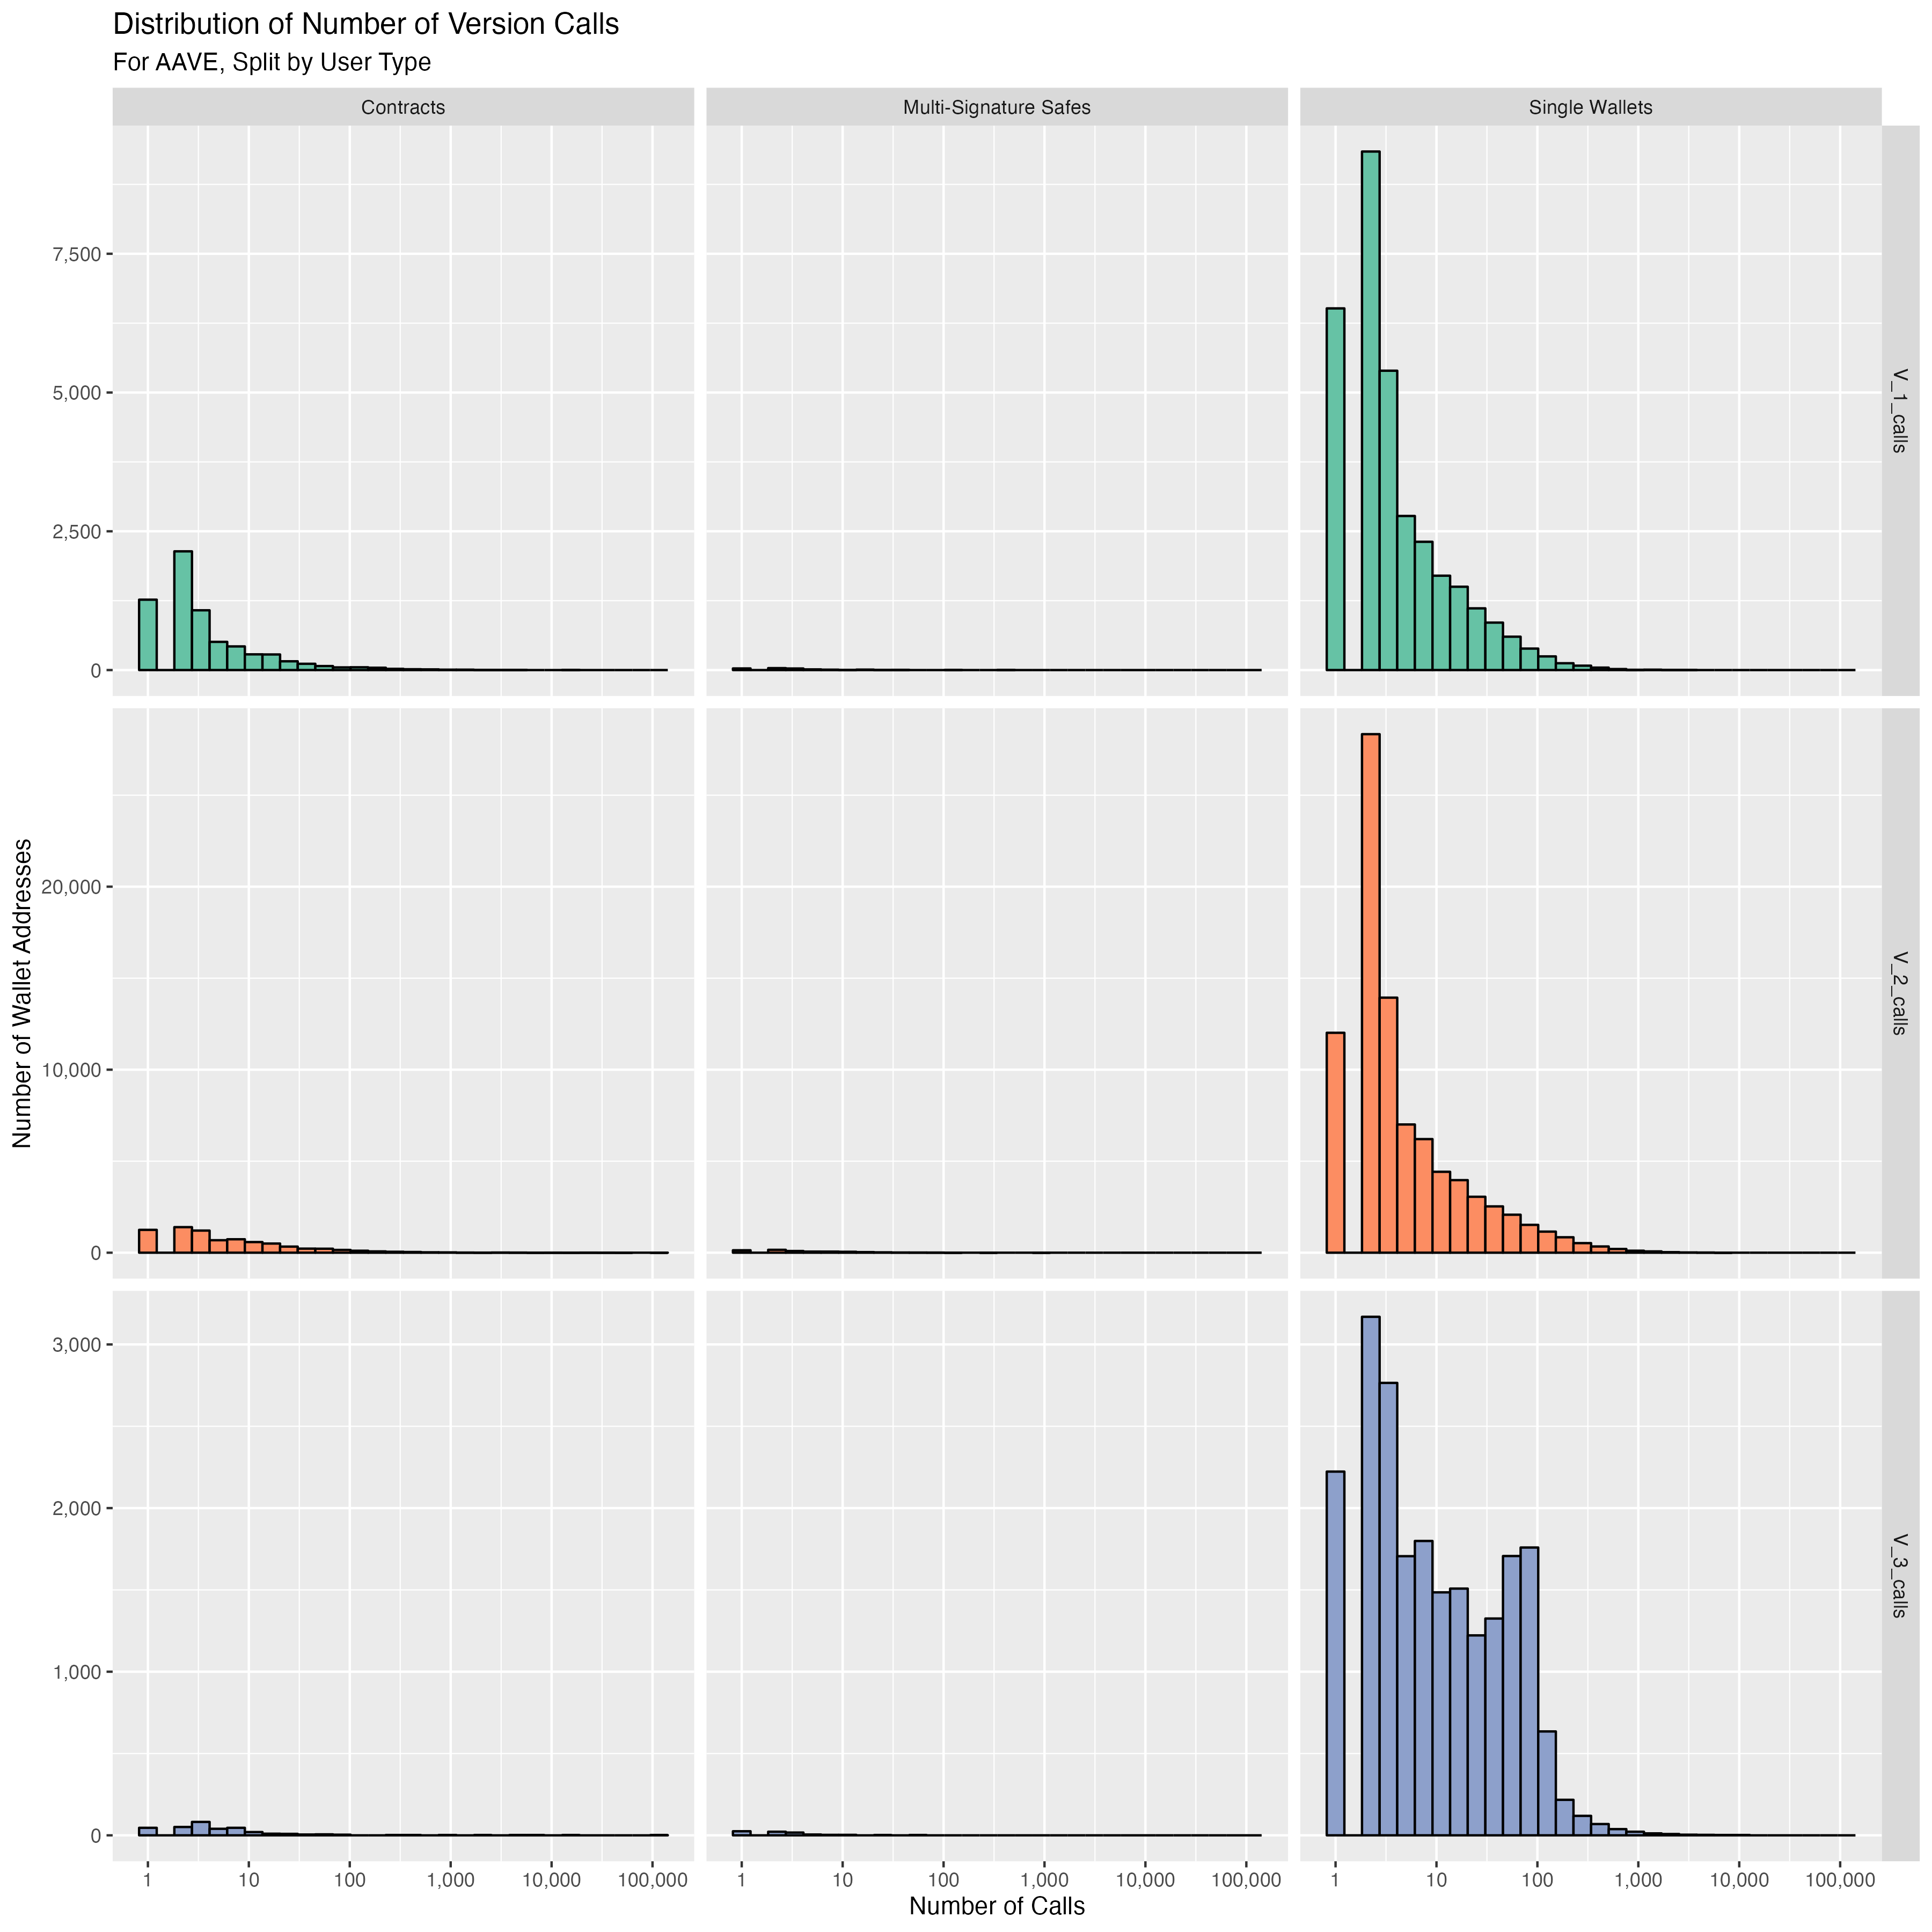 Distribution of Number of Version Calls
For AAVE, Split by User Type
Contracts
Multi-Signature Safes
Single Wallets
7,500
5,000
2,500
0
V_1_calls
20,000
10,000
0
V_2_calls
3,000
2,000
1,000
0
V_3_calls
Number of Wallet Addresses
1 10 100 1,000 10,000 100,000
1 10 100 1,000 10,000 100,000
1 10 100 1,000 10,000 100,000
Number of Calls